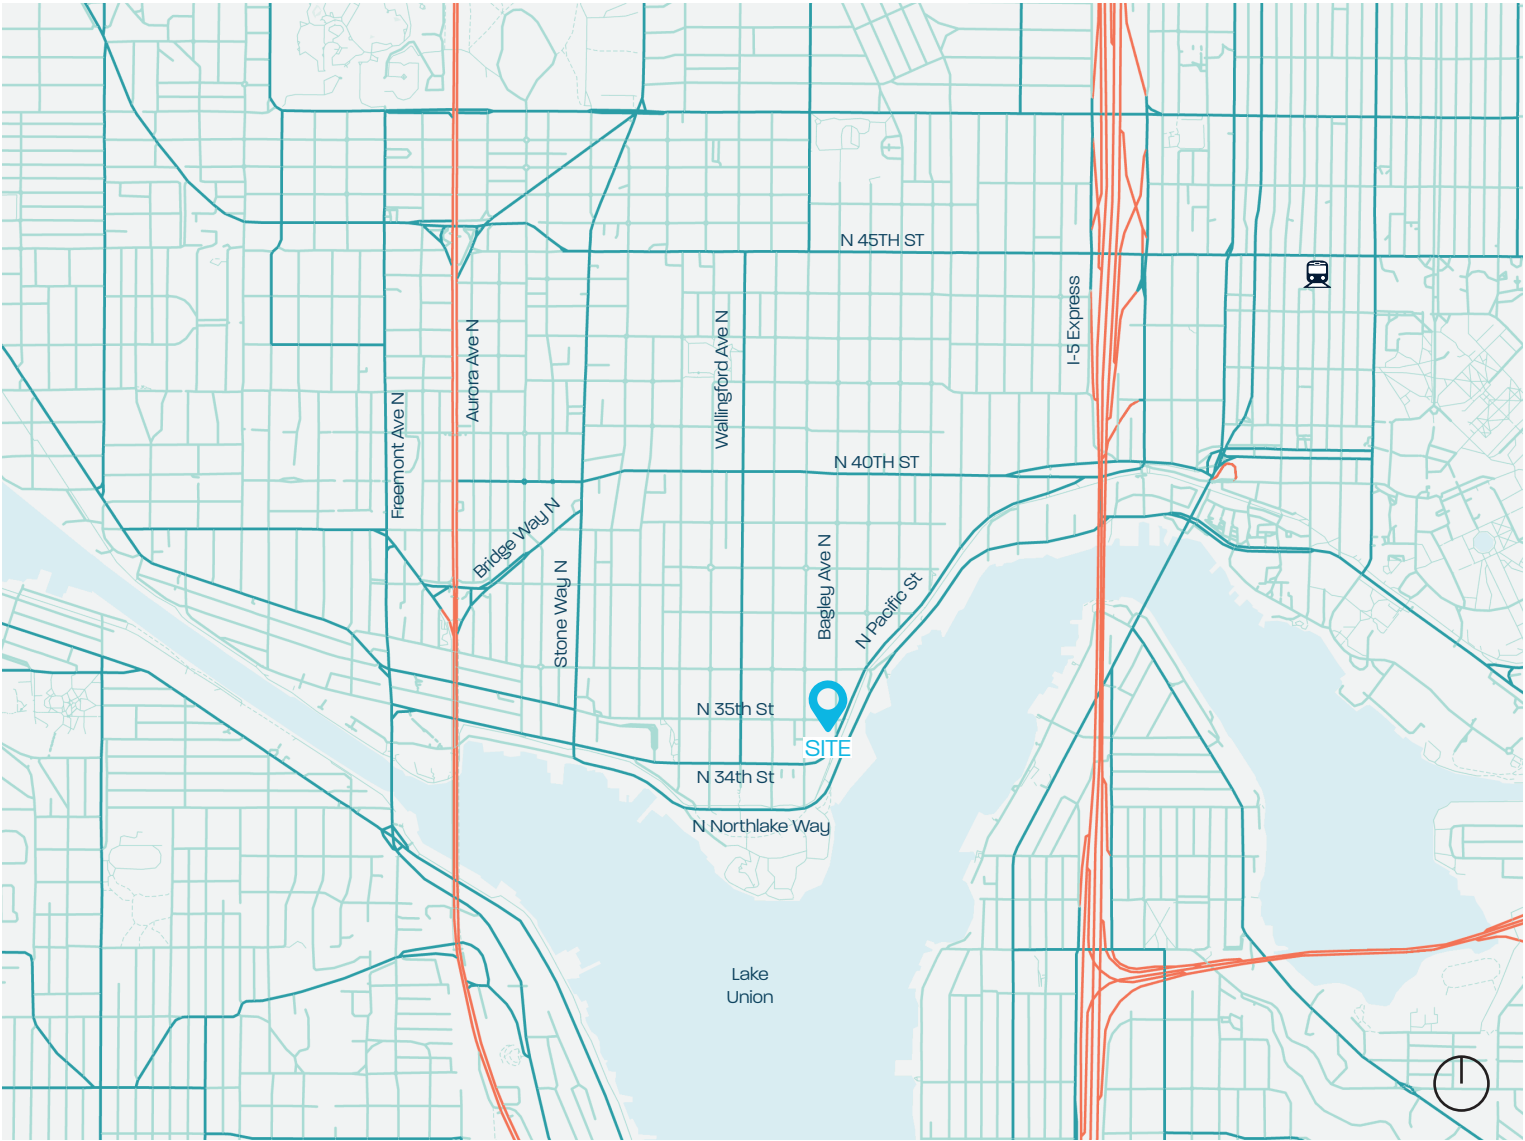 N 45TH ST
I-5 Express
Aurora Ave N
Wallingford Ave N
Freemont Ave N
N 40TH ST
Bridge Way N
Stone Way N
Bagley Ave N
N Pacific St
N 35th St
SITE
N 34th St
N Northlake Way
Lake
Union